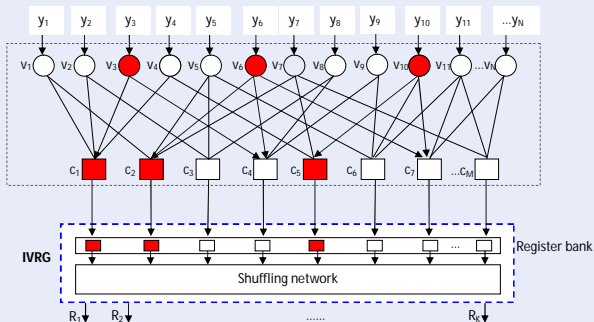 y1 y2 y3 y4 y5 y6 y7 y8 y9 y10 y11 ...yN
v1 v2 v3 v4 v5 v6 v7 v8 v9 v10 v11 ...vN
c1 c2 c3 c4 c5 c6 c7 ...cM
IVRG
... Register bank
Shuffling network
R1 R2 ...... RK